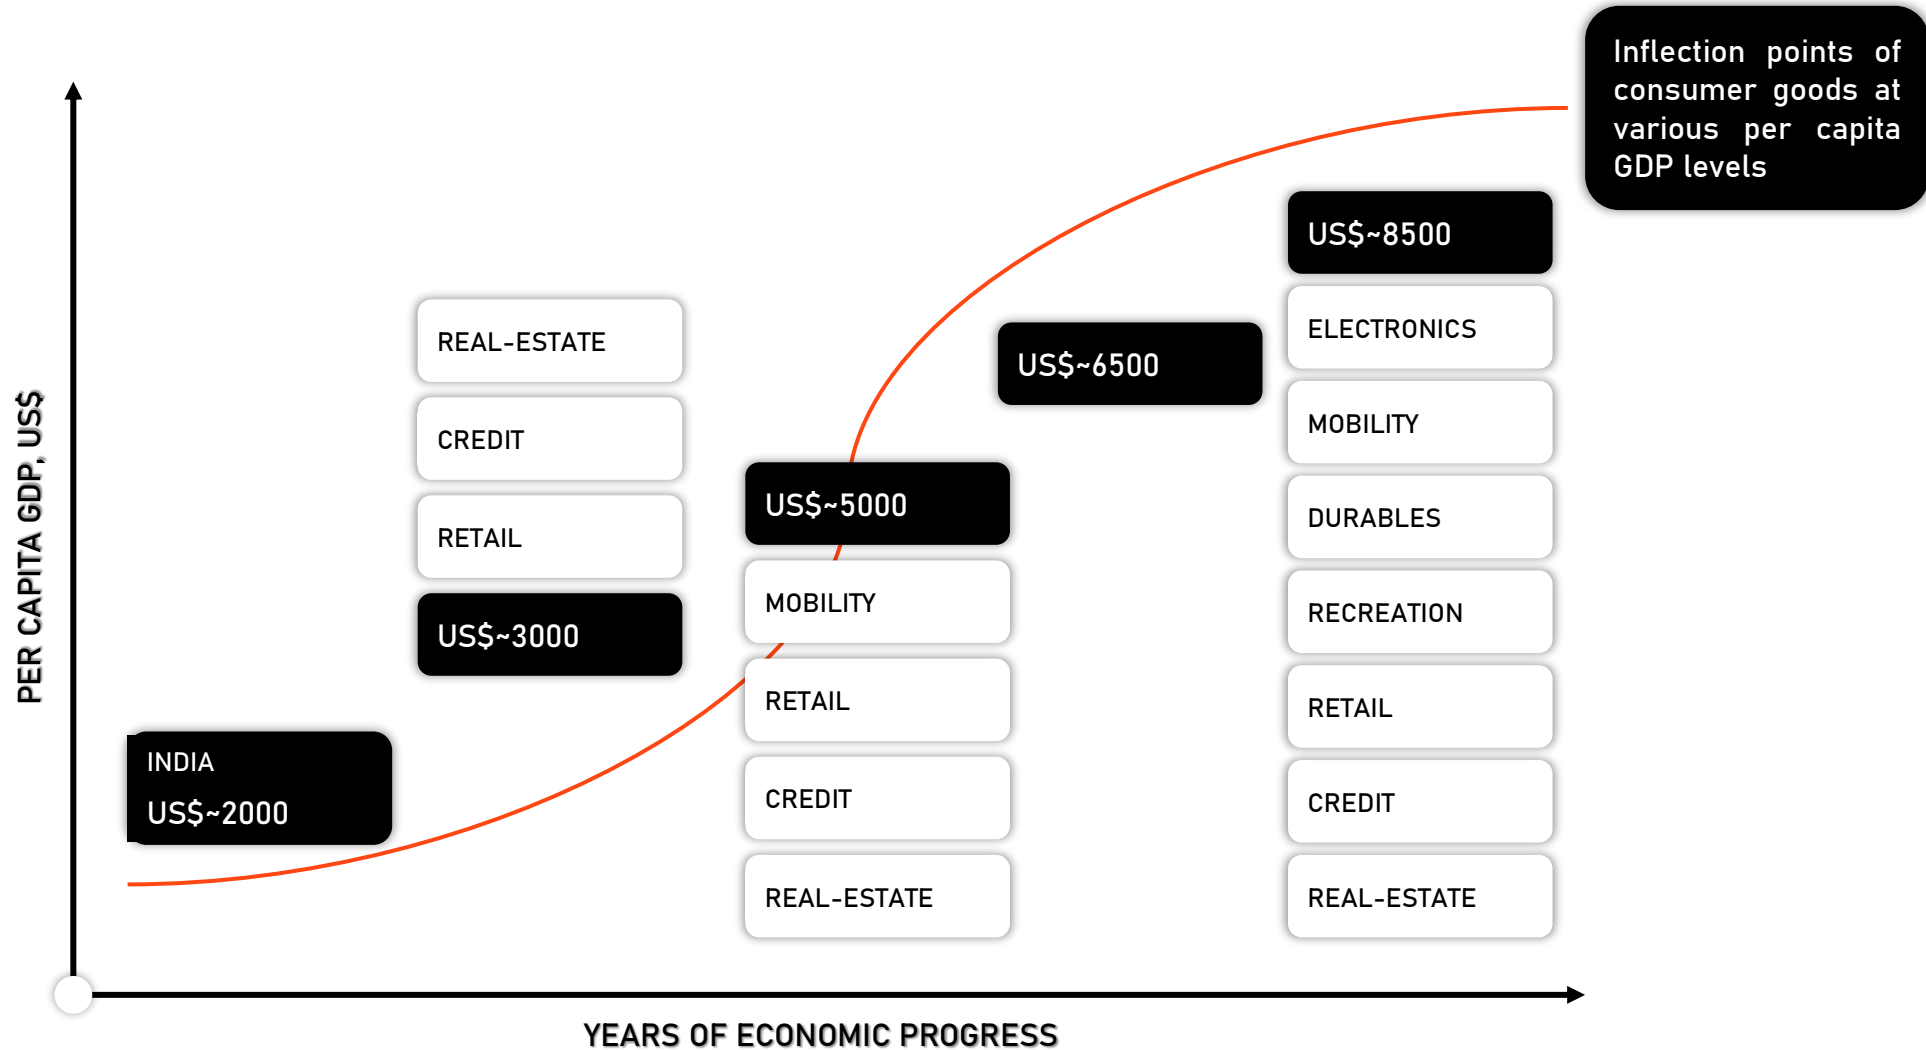 Inflection points of
consumer goods at
various per capita
GDP levels
PER CAPITA GDP, US$
INDIA
US$~2000
REAL-ESTATE
CREDIT
RETAIL
US$~3000
US$~5000
MOBILITY
RETAIL
CREDIT
REAL-ESTATE
US$~6500
US$~8500
ELECTRONICS
MOBILITY
DURABLES
RECREATION
RETAIL
CREDIT
REAL-ESTATE
YEARS OF ECONOMIC PROGRESS